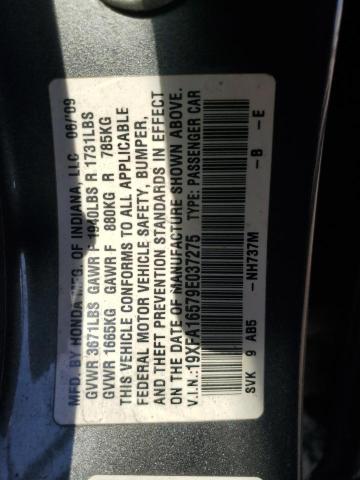 MFD. BY HONDA MFG. OF INDIANA, LLC 06/'09
GVWR 3671LBS GAWR F 1940LBS R 1731LBS
GVWR 1665KG GAWR F 880KG R 785KG
THIS VEHICLE CONFORMS TO ALL APPLICABLE
FEDERAL MOTOR VEHICLE SAFETY, BUMPER,
AND THEFT PREVENTION STANDARDS IN EFFECT
ON THE DATE OF MANUFACTURE SHOWN ABOVE.
V.I.N.:19XFA16579E037275 TYPE: PASSENGER CAR
SVK 9 AB5 -NH737M -B -E